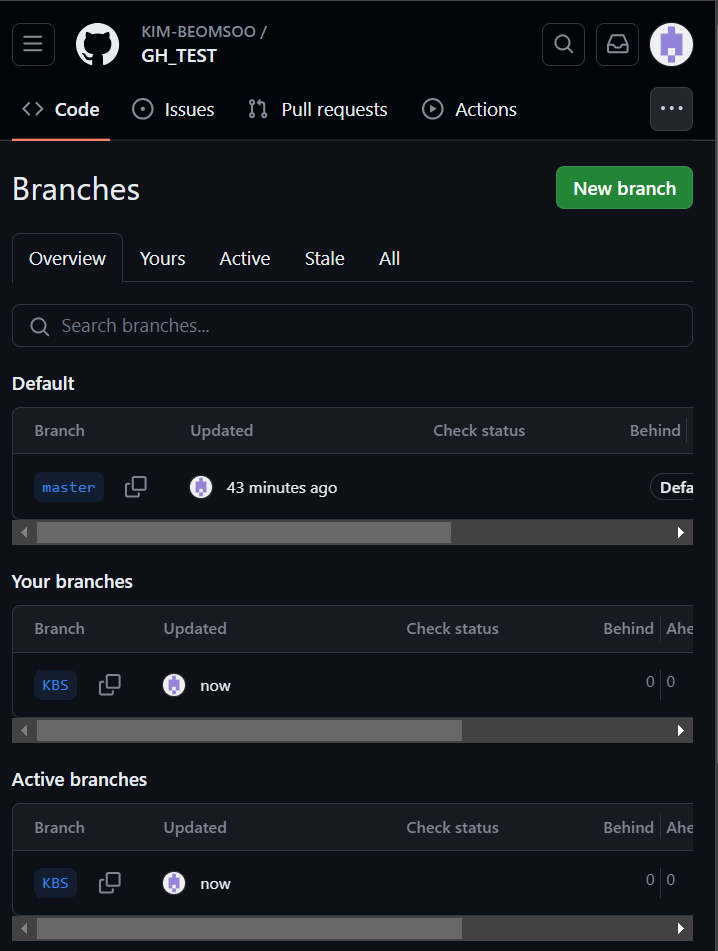 KIM-BEOMSOO /
GH_TEST
Code Issues Pull requests Actions
Branches
New branch
Overview Yours Active Stale All
Search branches...
Default
Branch Updated Check status Behind
master 43 minutes ago Defa
Your branches
Branch Updated Check status Behind Ahe
KBS now 0 0
Active branches
Branch Updated Check status Behind Ahe
KBS now 0 0